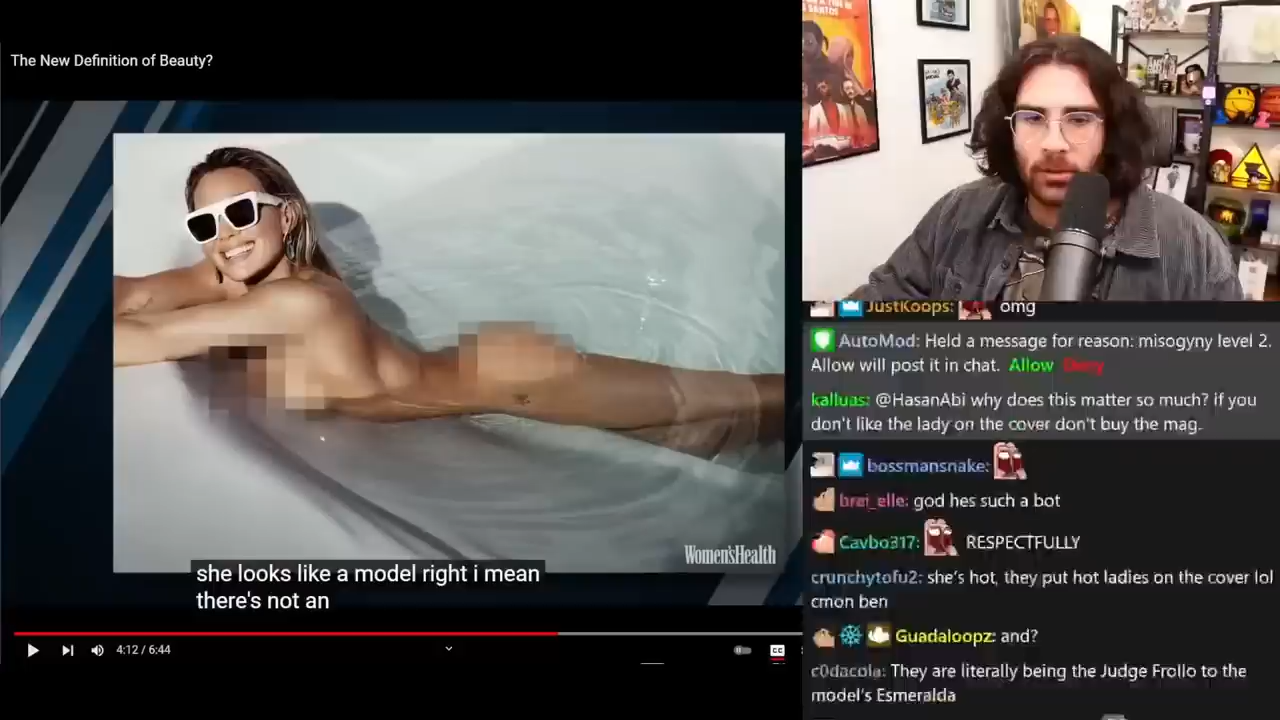 The New Definition of Beauty?
Women'sHealth
she looks like a model right i mean
there's not an
4:12 / 6:44
CC
SANTOS
JustKoops: omg
AutoMod: Held a message for reason: misogyny level 2.
Allow will post it in chat. Allow Deny
kalluas: @HasanAbi why does this matter so much? if you
don't like the lady on the cover don't buy the mag.
bossmansnake:
brei_elle: god hes such a bot
Cavbo317: RESPECTFULLY
crunchytofu2: she's hot, they put hot ladies on the cover lol
cmon ben
Guadaloopz: and?
c0dacola: They are literally being the Judge Frollo to the
model's Esmeralda